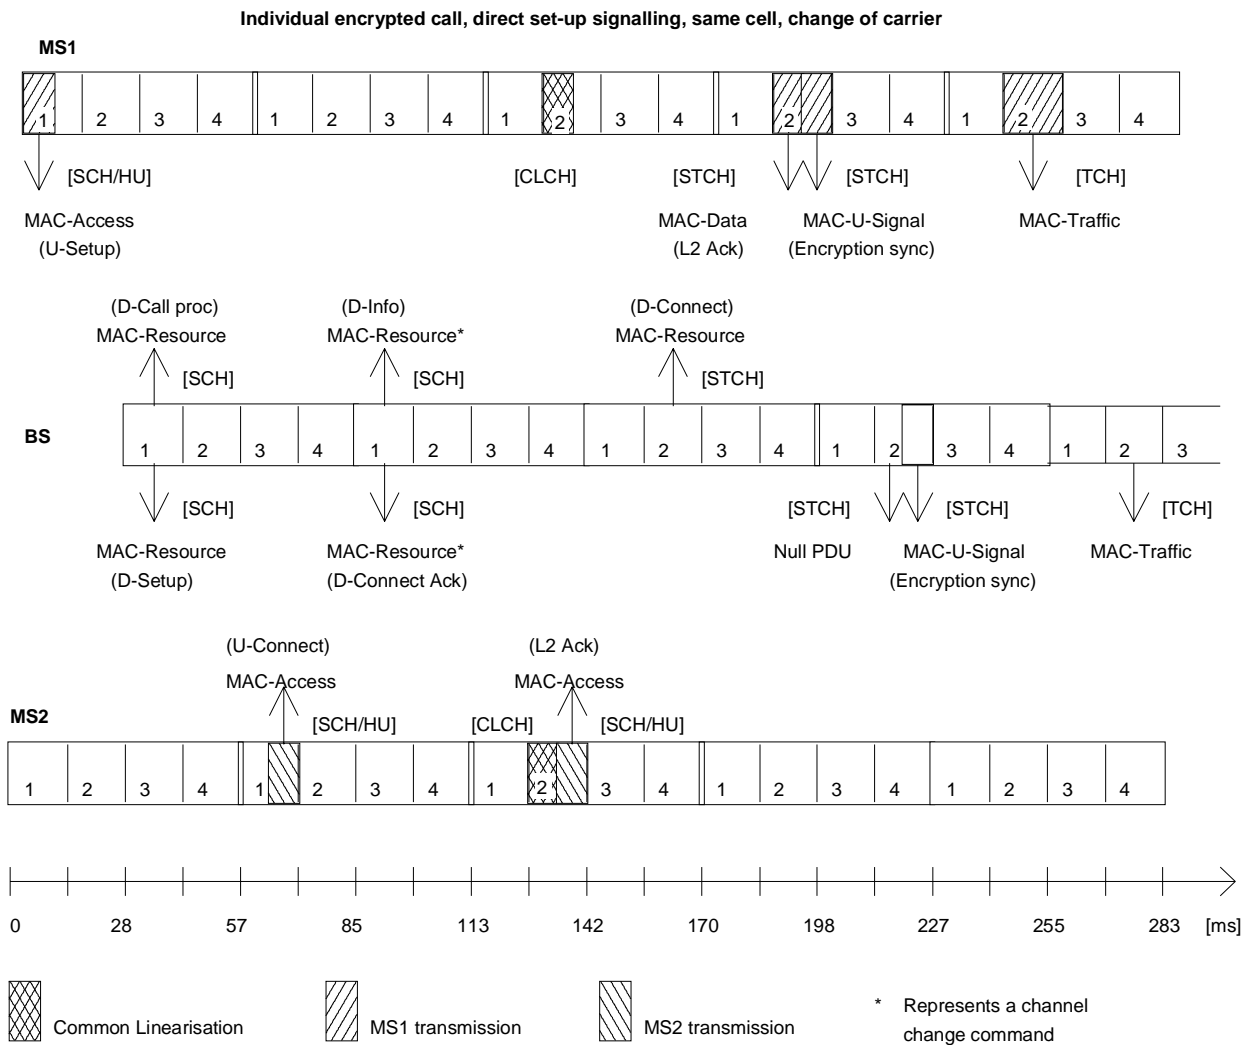 Individual encrypted call, direct set-up signalling, same cell, change of carrier
MS1
1 2 3 4 1 2 3 4 1 2 3 4 1 2 3 4 1 2 3 4
[SCH/HU] [CLCH] [STCH] [STCH] [TCH]
MAC-Access MAC-Data MAC-U-Signal MAC-Traffic
(U-Setup) (L2 Ack) (Encryption sync)
(D-Call proc) (D-Info) (D-Connect)
MAC-Resource MAC-Resource* MAC-Resource
[SCH] [SCH] [STCH]
BS
1 2 3 4 1 2 3 4 1 2 3 4 1 2 3 4 1 2 3
[SCH] [SCH] [STCH] [STCH] [TCH]
MAC-Resource MAC-Resource* Null PDU MAC-U-Signal MAC-Traffic
(D-Setup) (D-Connect Ack) (Encryption sync)
(U-Connect) (L2 Ack)
MAC-Access MAC-Access
MS2 [SCH/HU] [CLCH] [SCH/HU]
1 2 3 4 1 2 3 4 1 2 3 4 1 2 3 4 1 2 3 4
0 28 57 85 113 142 170 198 227 255 283 [ms]
Common Linearisation MS1 transmission MS2 transmission * Represents a channel
change command